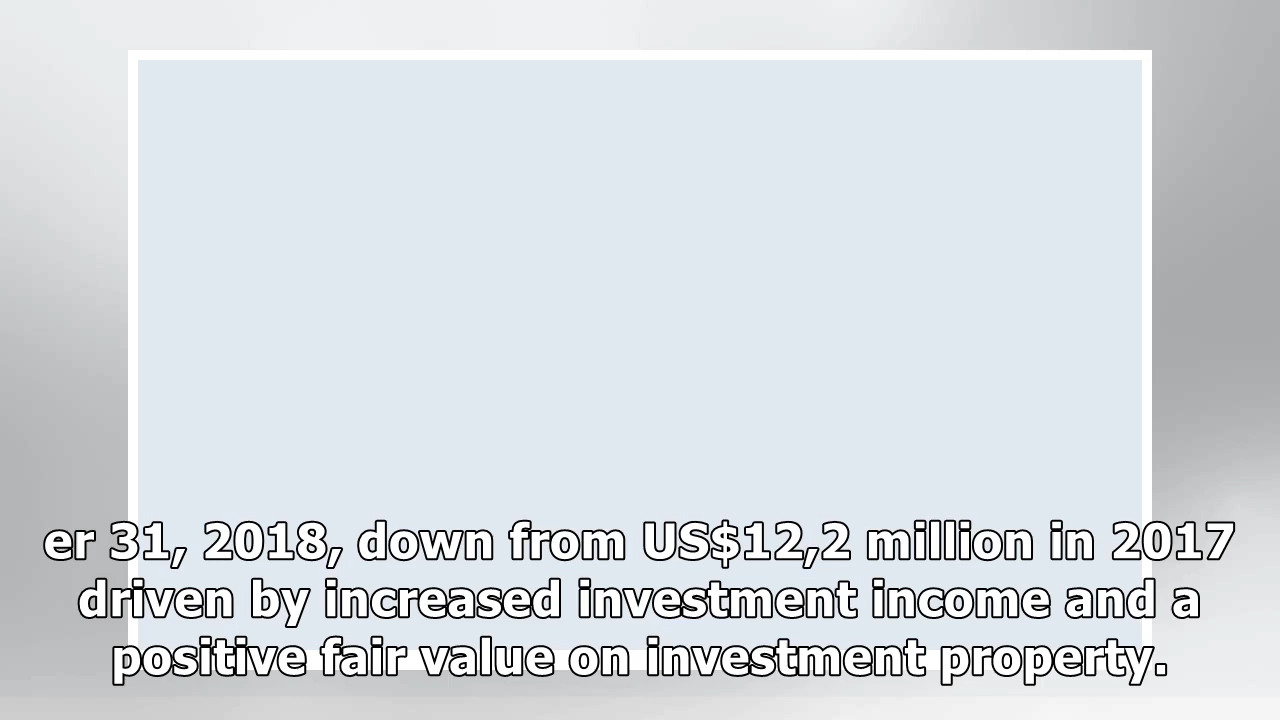 er 31, 2018, down from US$12,2 million in 2017
driven by increased investment income and a
positive fair value on investment property.